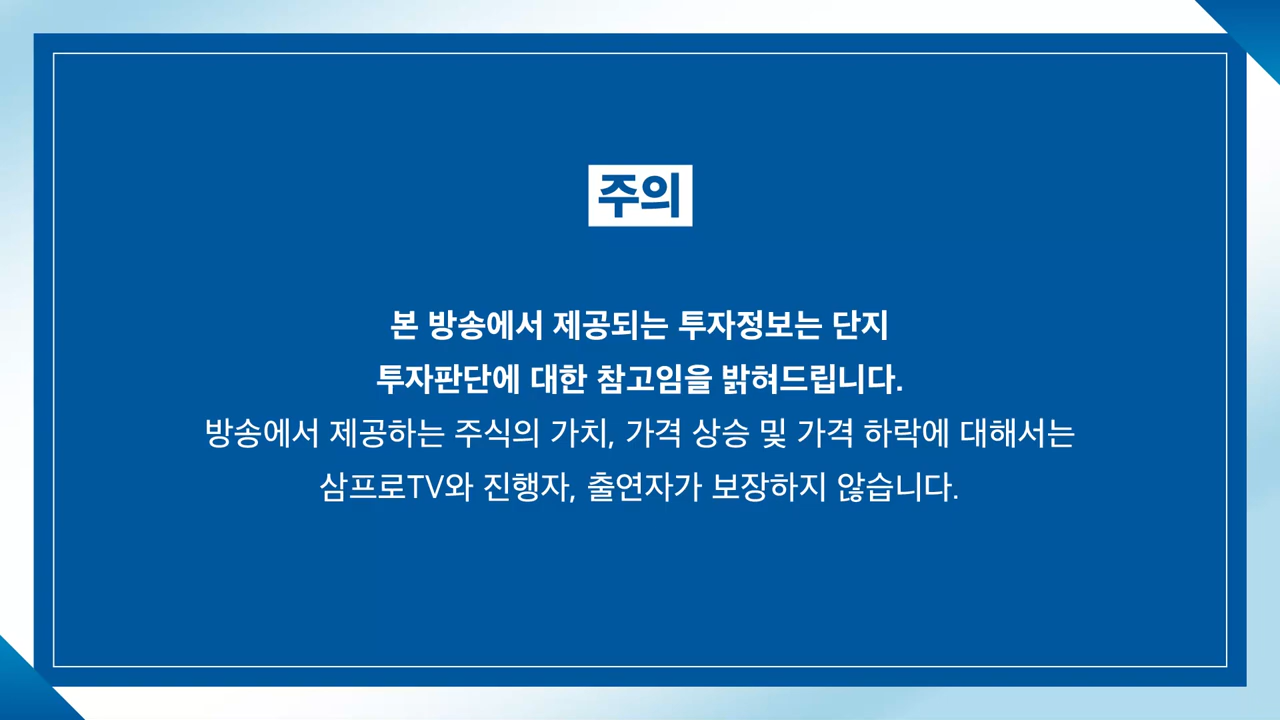 주의
본 방송에서 제공되는 투자정보는 단지
투자판단에 대한 참고임을 밝혀드립니다.
방송에서 제공하는 주식의 가치, 가격 상승 및 가격 하락에 대해서는
삼프로TV와 진행자, 출연자가 보장하지 않습니다.